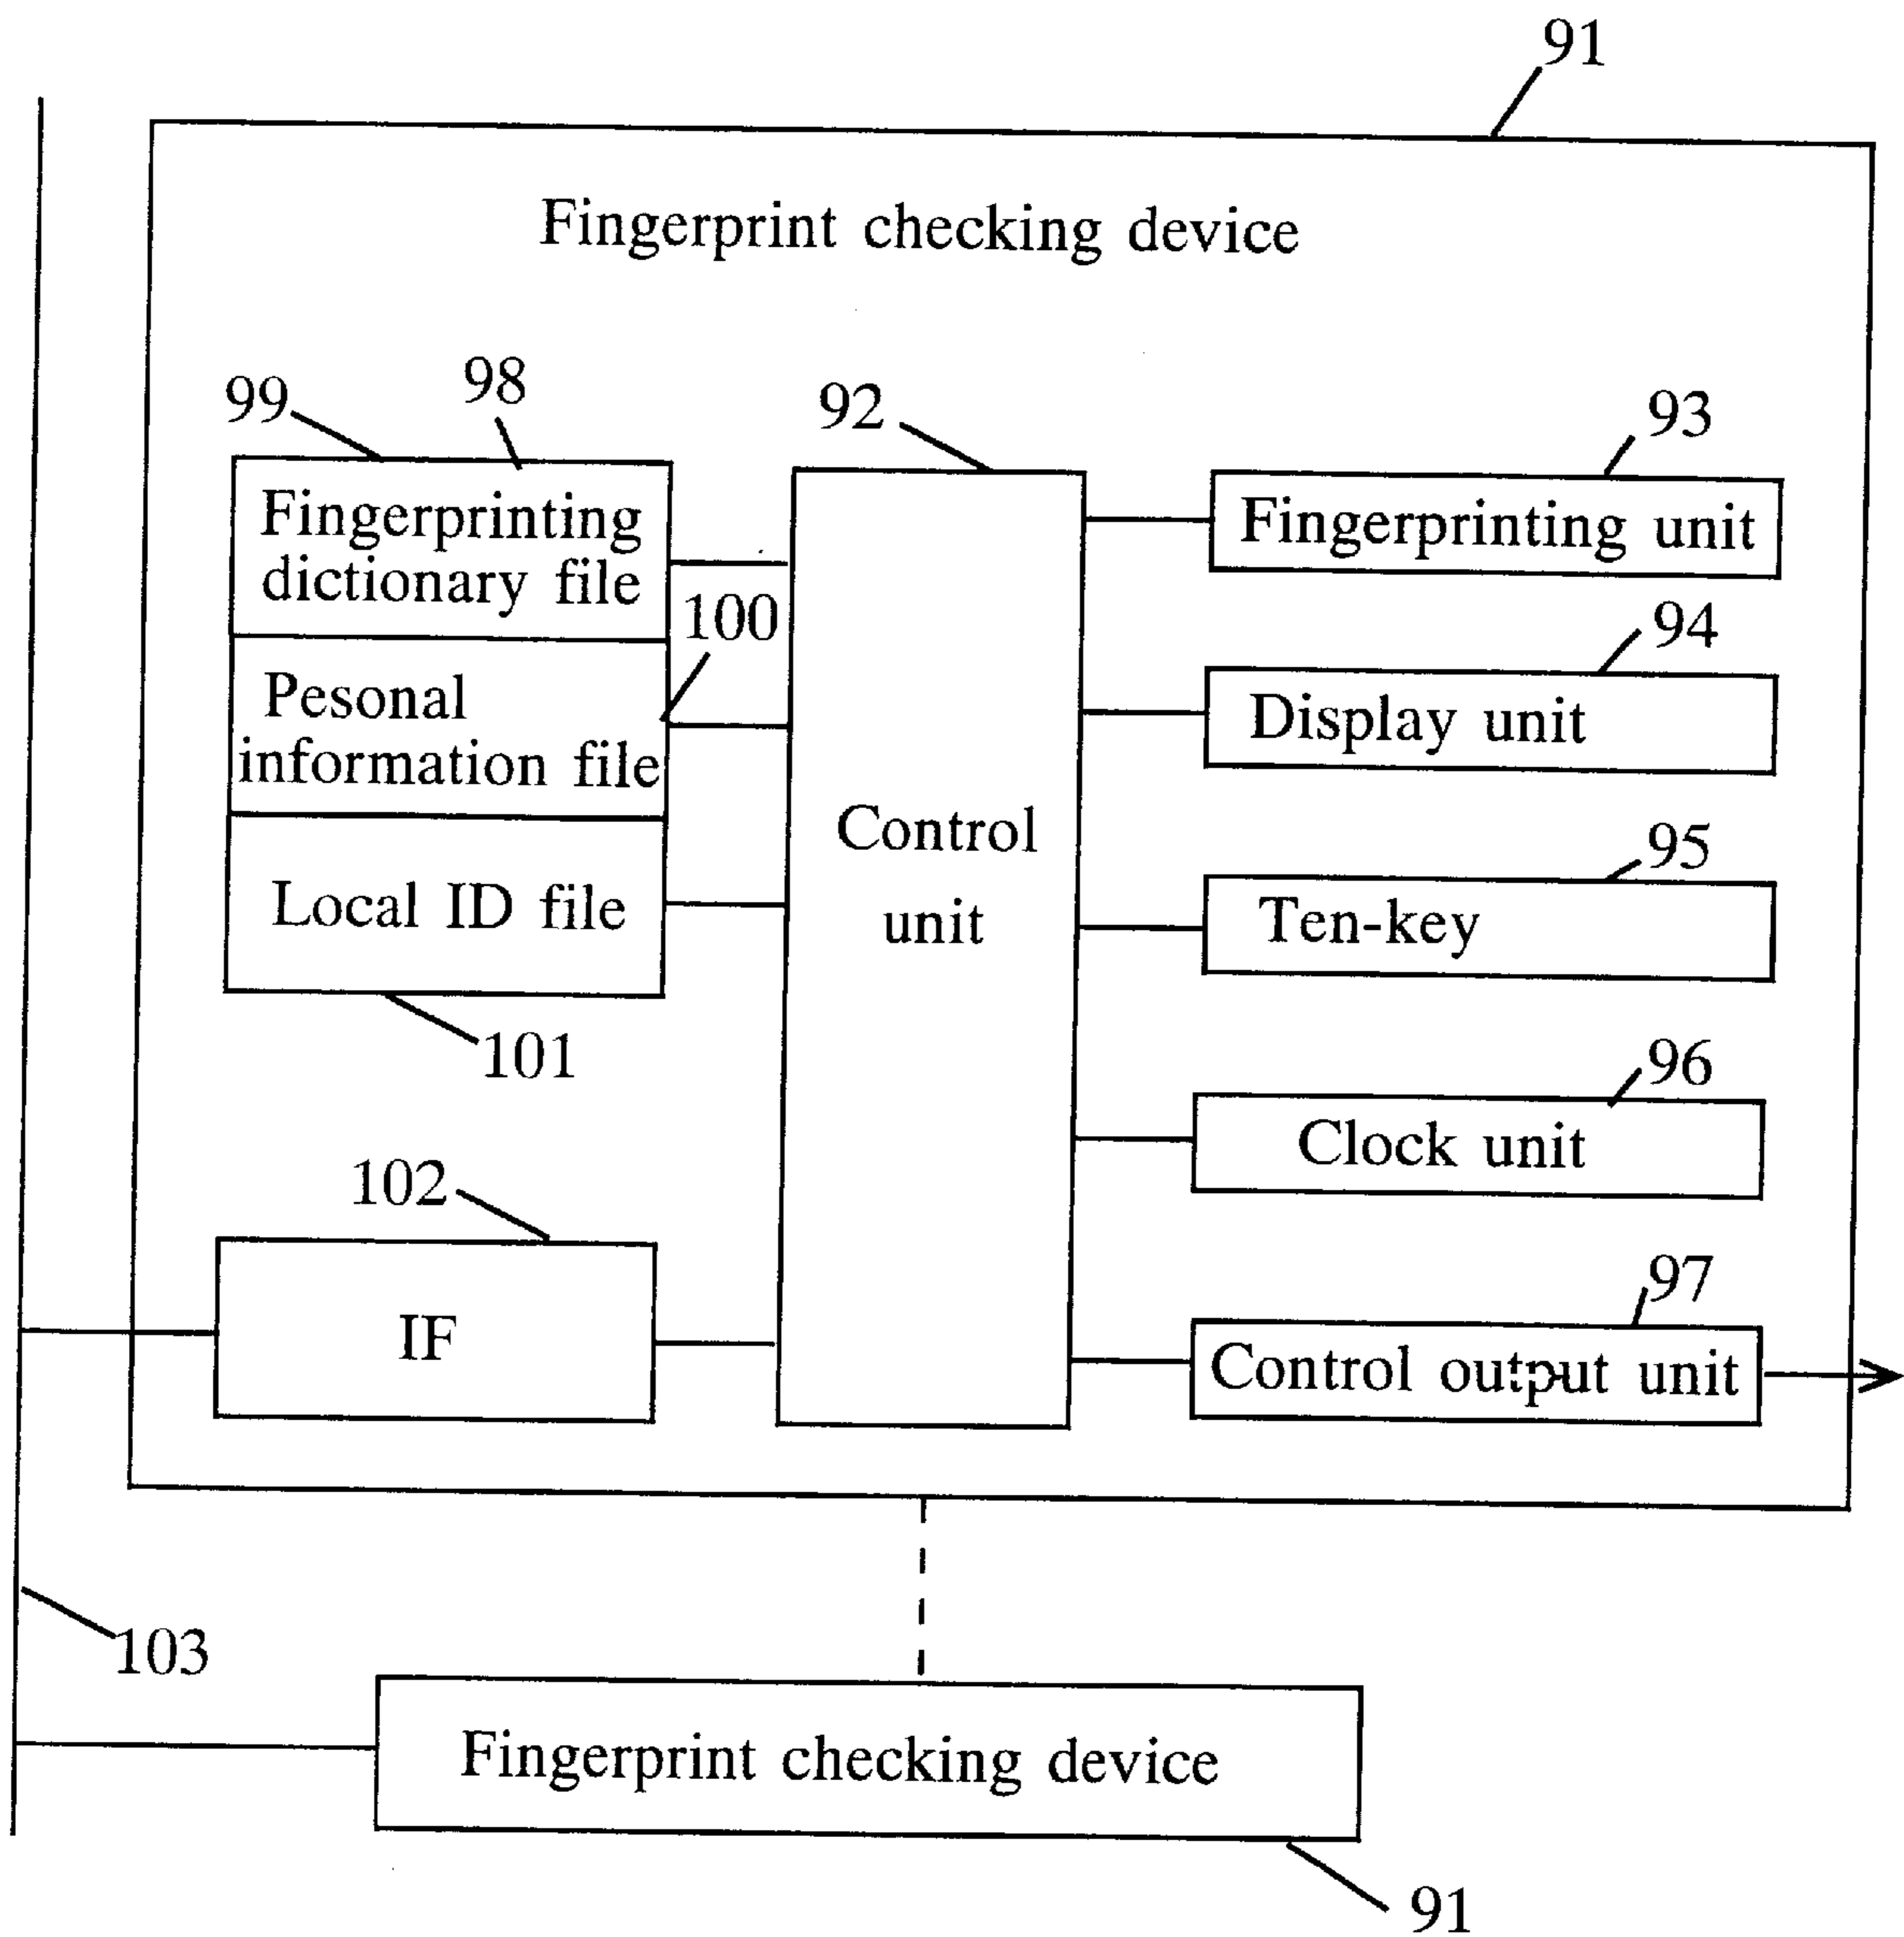 91
Fingerprint checking device
99
98
92
93
Fingerprinting
dictionary file
Fingerprinting unit
100
94
Pesonal
information file
Display unit
Control
unit
95
Local ID file
Ten-key
101
96
Clock unit
102
97
IF
Control output unit
103
Fingerprint checking device
91